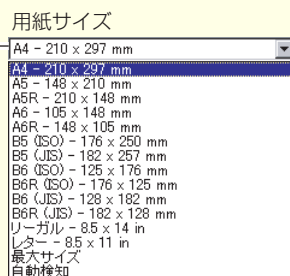 用紙サイズ
A4 - 210 x 297 mm
A4 - 210 x 297 mm
A5 - 148 x 210 mm
A5R - 210 x 148 mm
A6 - 105 x 148 mm
A6R - 148 x 105 mm
B5 (ISO) - 176 x 250 mm
B5 (JIS) - 182 x 257 mm
B6 (ISO) - 125 x 176 mm
B6R (ISO) - 176 x 125 mm
B6 (JIS) - 128 x 182 mm
B6R (JIS) - 182 x 128 mm
リーガル - 8.5 x 14 in
レター - 8.5 x 11 in
最大サイズ
自動検知